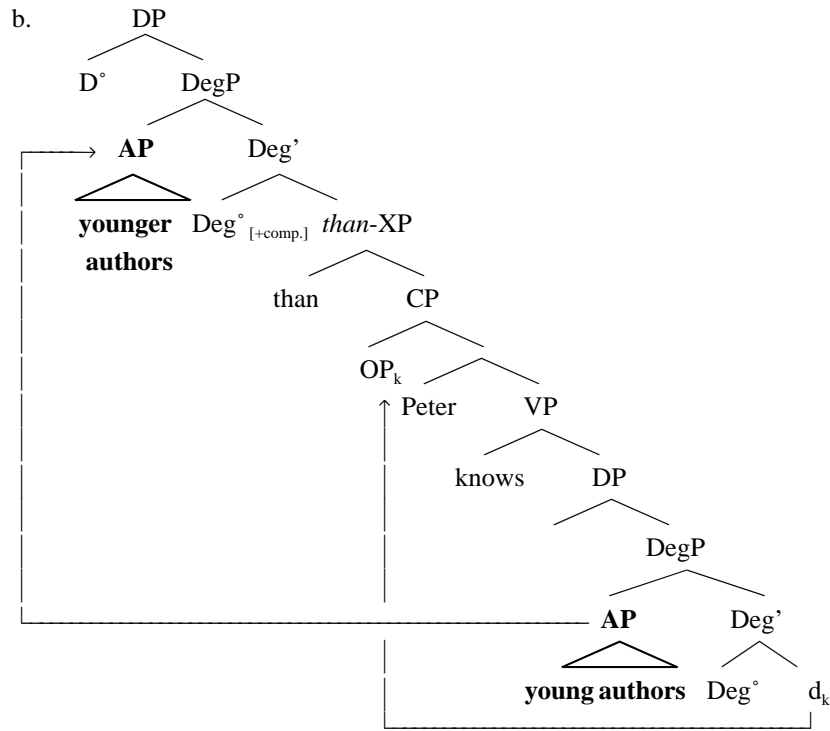 b. DP
D° DegP
AP Deg’
younger Deg° [+comp.] than-XP
authors
than CP
OPk
Peter VP
knows DP
DegP
AP Deg’
young authors Deg° dk